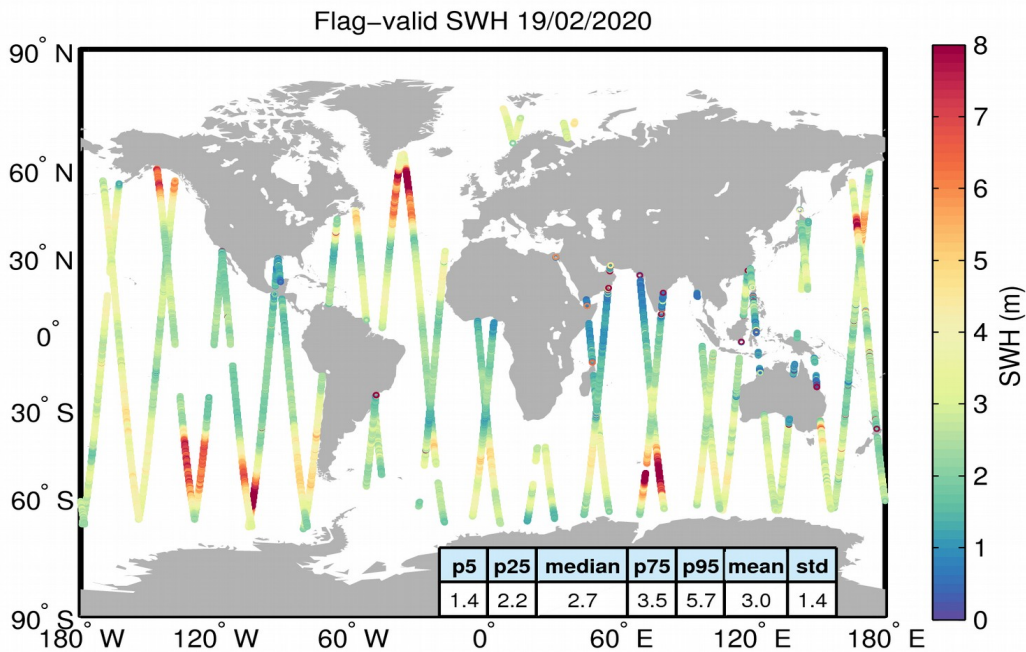 Flag−valid SWH 19/02/2020
90° N
60° N
30° N
0°
30° S
60° S
90° S
180° W
120° W
60° W
0°
60° E
120° E
180° E
8
7
6
5
4
3
2
1
0
SWH (m)
p5 p25 median p75 p95 mean std
1.4 2.2 2.7 3.5 5.7 3.0 1.4